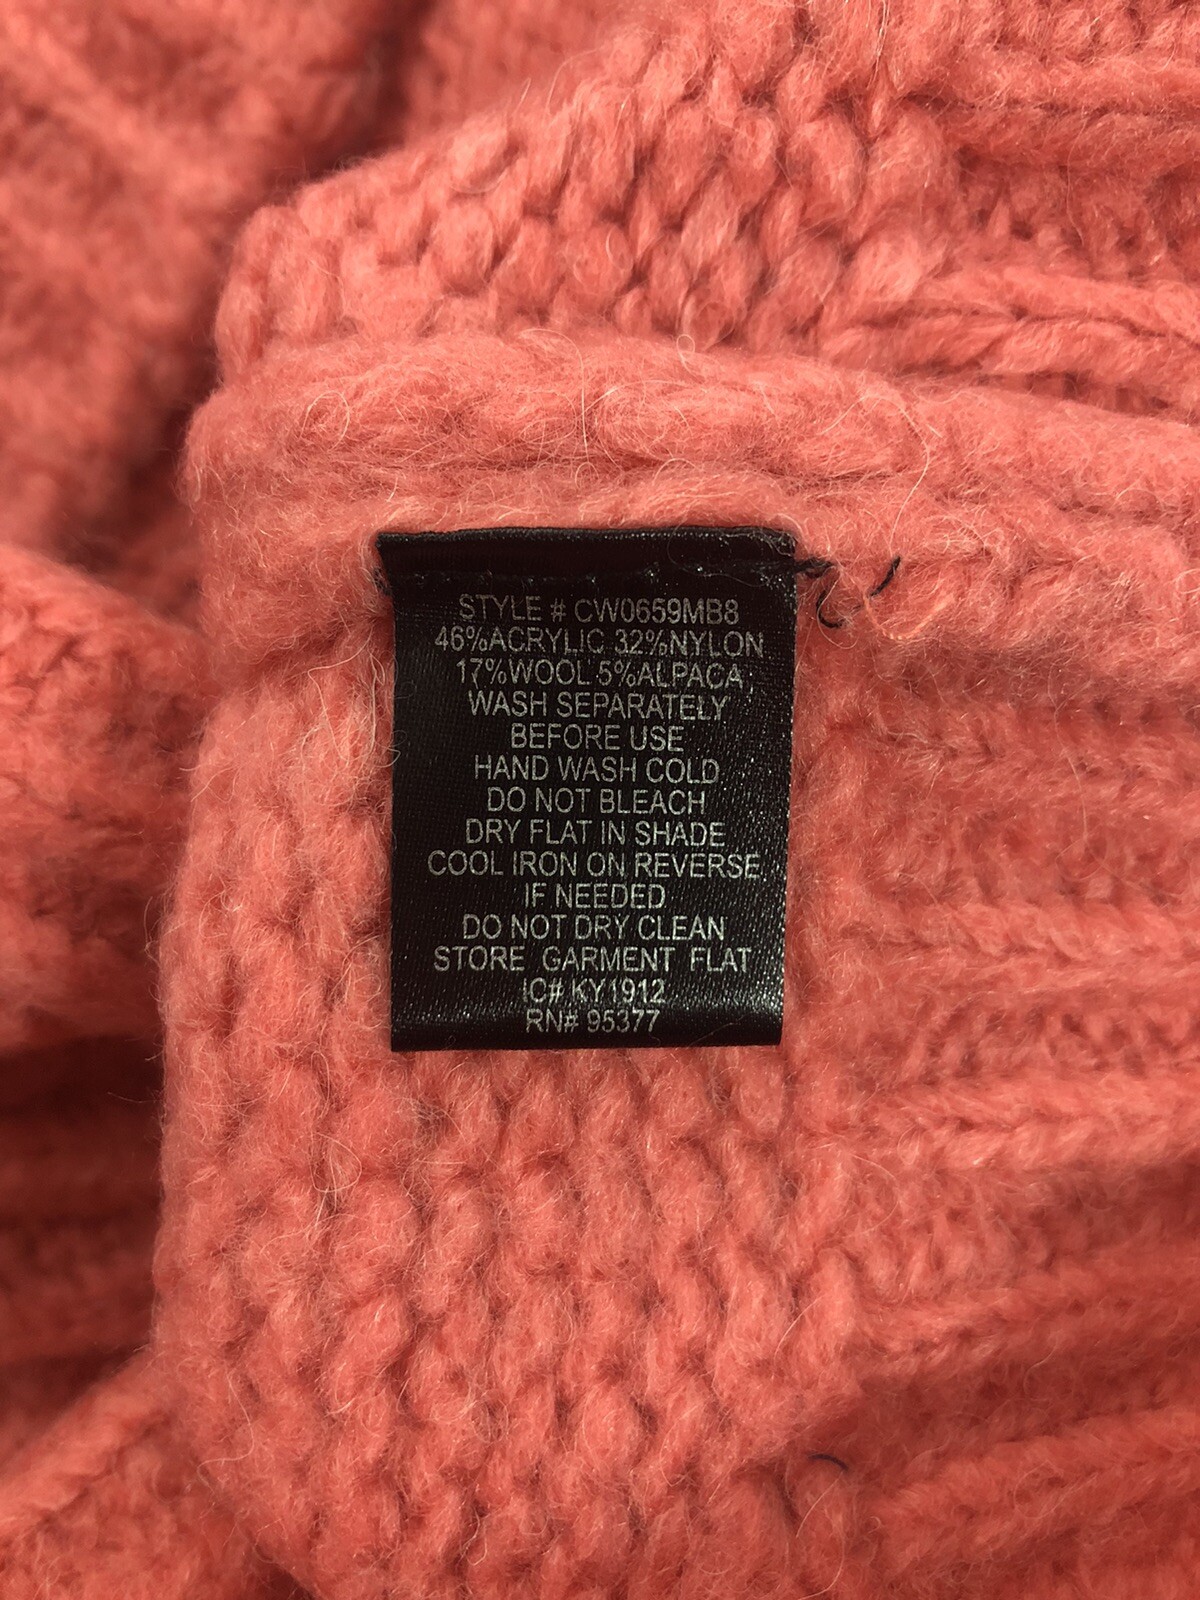 STYLE # CW0659MB8
46%ACRYLIC 32%NYLON
17%WOOL 5%ALPACA
WASH SEPARATELY
BEFORE USE
HAND WASH COLD
DO NOT BLEACH
DRY FLAT IN SHADE
COOL IRON ON REVERSE
IF NEEDED
DO NOT DRY CLEAN
STORE GARMENT FLAT
IC# KY1912
RN# 95377